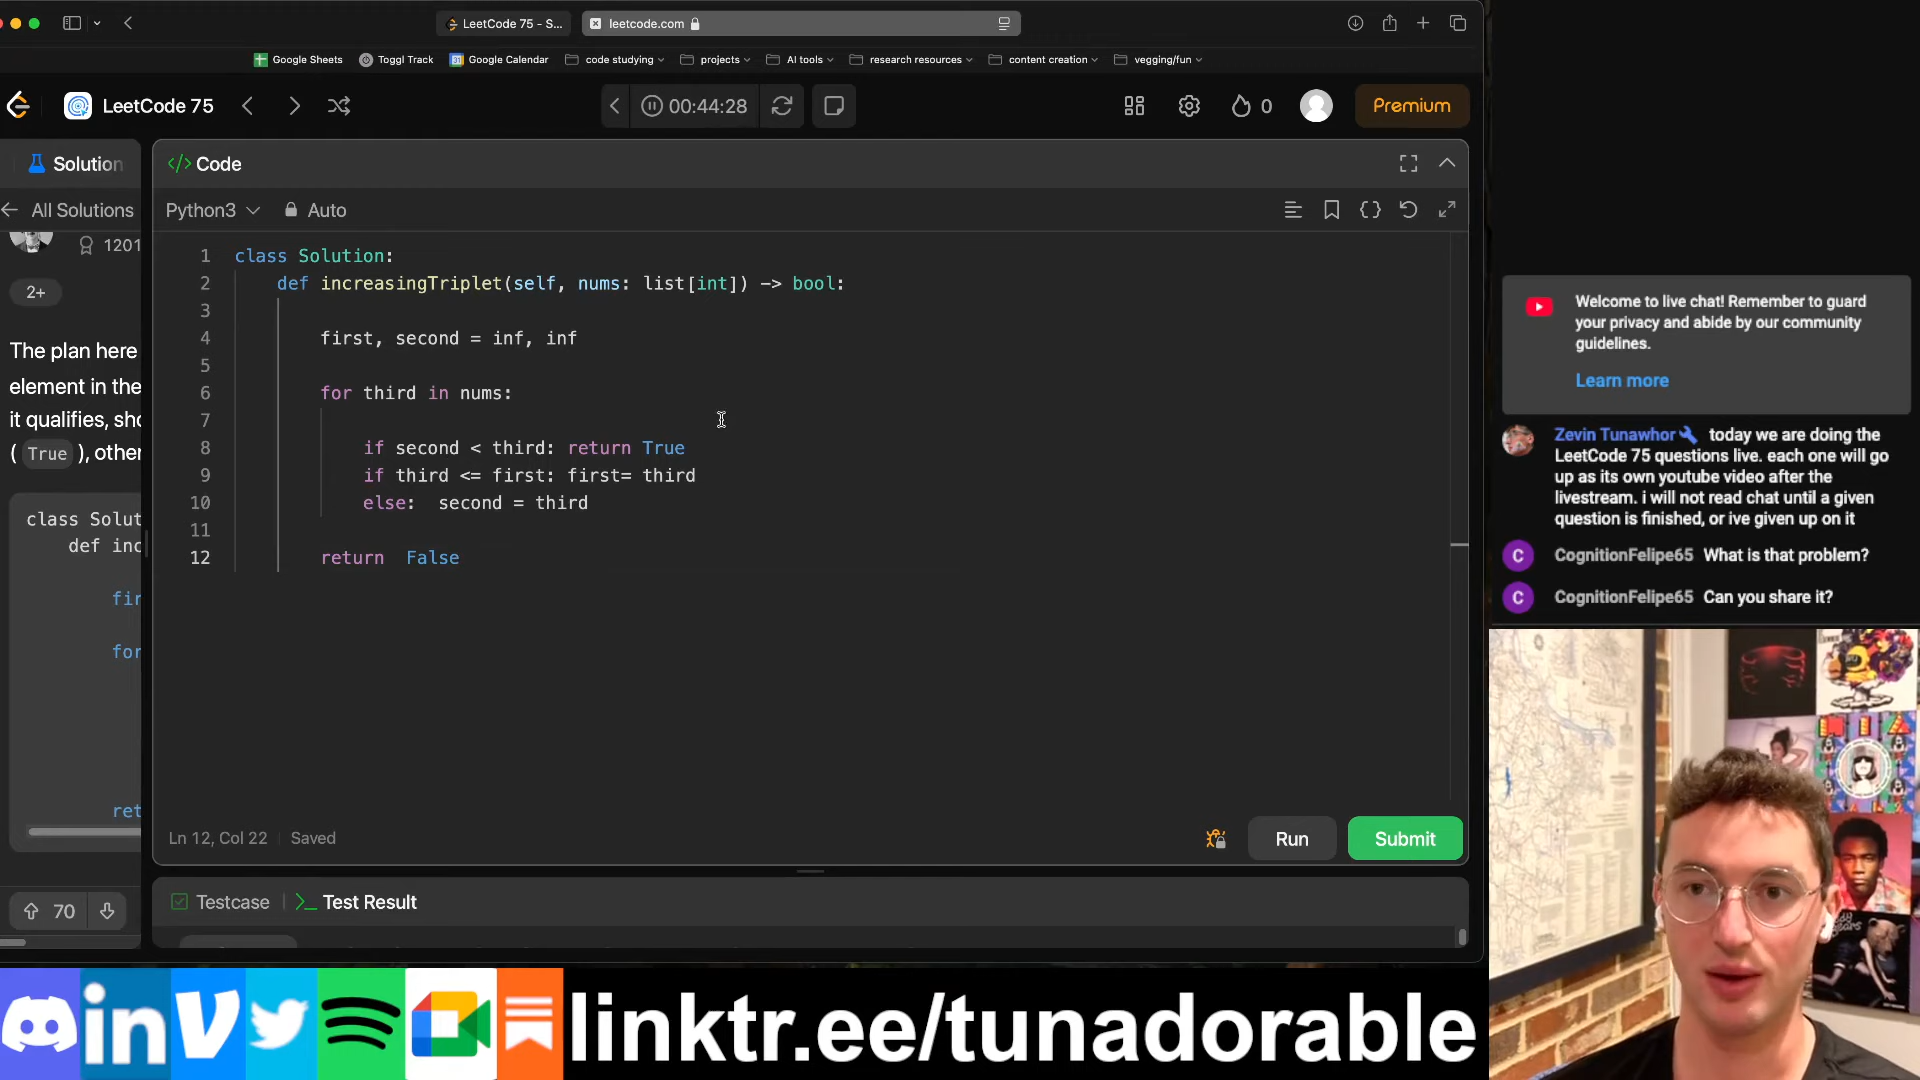 LeetCode 75 - S...
leetcode.com
Google Sheets
Toggl Track
Google Calendar
code studying
projects
AI tools
research resources
content creation
vegging/fun
LeetCode 75
00:44:28
0
Premium
Solution
All Solutions
1201
2+
The plan here
element in the
it qualifies, sho
( True ), other
class Solut
def inc
fir
for
ret
70
</> Code
Python3
Auto
1 class Solution:
2 def increasingTriplet(self, nums: list[int]) -> bool:
3
4 first, second = inf, inf
5
6 for third in nums:
7
8 if second < third: return True
9 if third <= first: first= third
10 else:  second = third
11
12 return  False
Ln 12, Col 22
Saved
Run
Submit
Testcase
>_ Test Result
Welcome to live chat! Remember to guard
your privacy and abide by our community
guidelines.
Learn more
Zevin Tunawhor today we are doing the
LeetCode 75 questions live. each one will go
up as its own youtube video after the
livestream. i will not read chat until a given
question is finished, or ive given up on it
C CognitionFelipe65 What is that problem?
C CognitionFelipe65 Can you share it?
in
linktr.ee/tunadorable